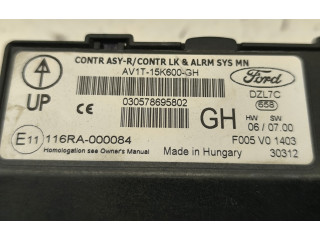 CONTR ASY-R/CONTR LK & ALRM SYS MN
AV1T-15K600-GH
Ford
DZL7C
658
UP
CE
030578695802
GH
HW SW
06 / 07.00
E11 116RA-000084
F005 V0 1403
Homologation see Owner's Manual
Made in Hungary
30312